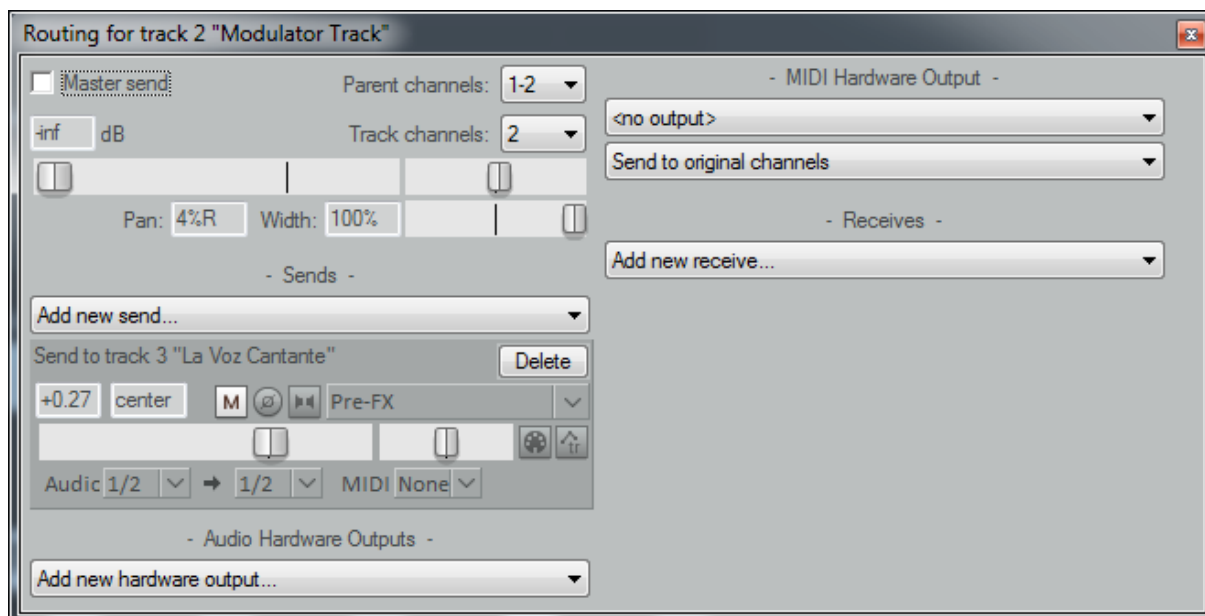 Routing for track 2 "Modulator Track"
x
Master send
Parent channels: 1-2
-inf dB
Track channels: 2
Pan: 4%R Width: 100%
- Sends -
Add new send...
Send to track 3 "La Voz Cantante"
Delete
+0.27 center M ø Pre-FX
tr
Audic 1/2 → 1/2 MIDI None
- Audio Hardware Outputs -
Add new hardware output...
- MIDI Hardware Output -
<no output>
Send to original channels
- Receives -
Add new receive...